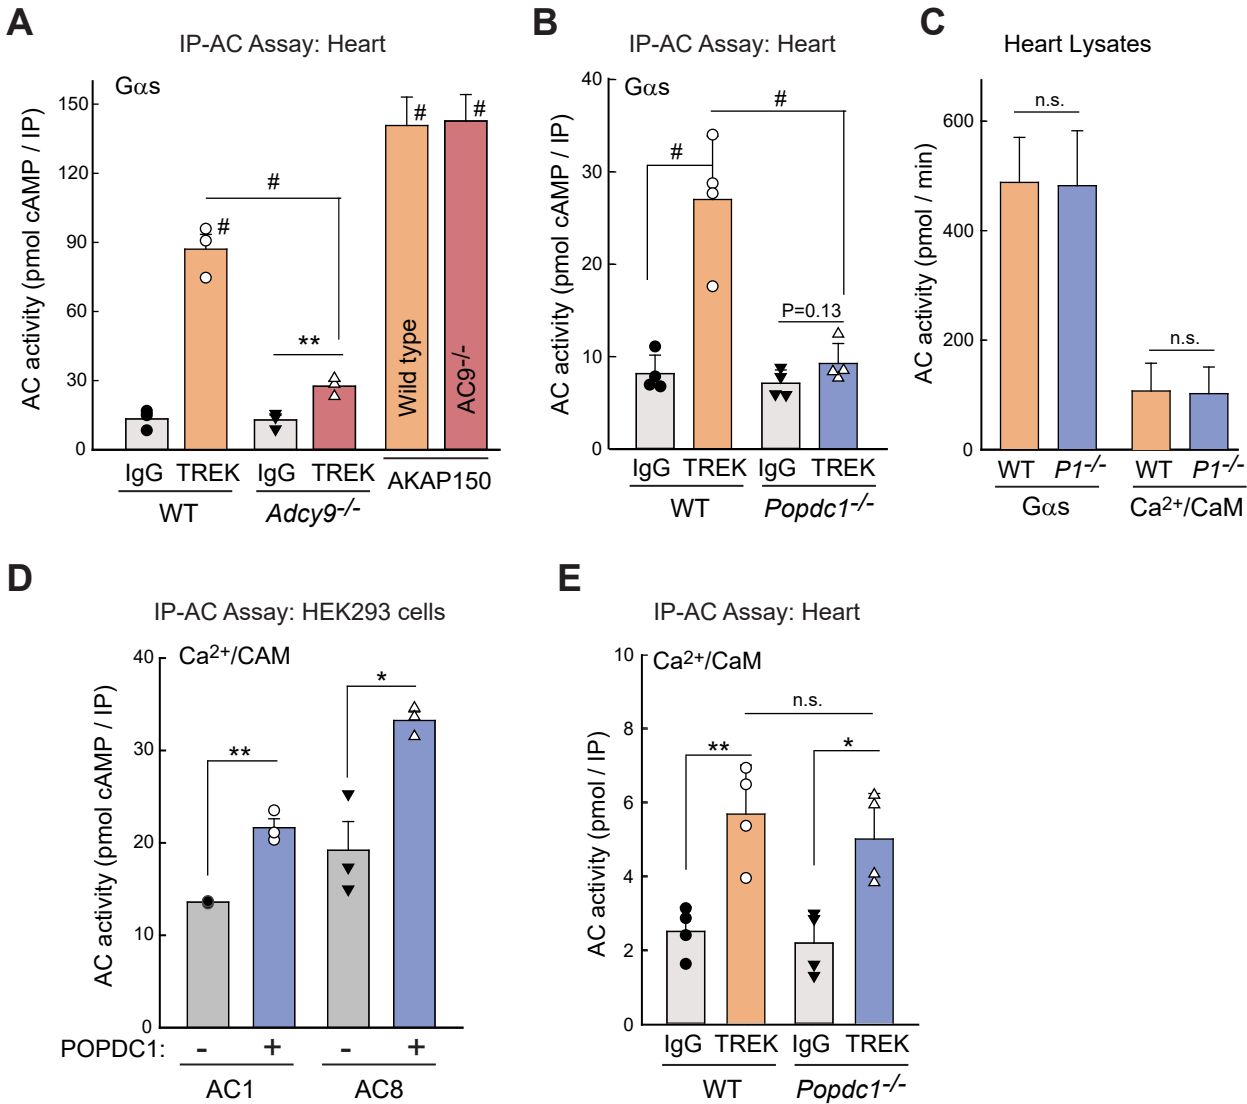 A
IP-AC Assay: Heart
Gαs
AC activity (pmol cAMP / IP)
150
120
90
60
30
0
#
#
#
#
**
Wild type
AC9-/-
IgG TREK IgG TREK AKAP150
WT Adcy9-/-
B
IP-AC Assay: Heart
Gαs
AC activity (pmol cAMP / IP)
40
30
20
10
0
#
#
P=0.13
IgG TREK IgG TREK
WT Popdc1-/-
C
Heart Lysates
AC activity (pmol / min)
600
400
200
0
n.s.
n.s.
WT P1-/- WT P1-/-
Gαs Ca2+/CaM
D
IP-AC Assay: HEK293 cells
Ca2+/CAM
AC activity (pmol cAMP / IP)
40
30
20
10
0
**
*
POPDC1: - + - +
AC1 AC8
E
IP-AC Assay: Heart
Ca2+/CaM
AC activity (pmol / IP)
10
8
6
4
2
0
n.s.
**
*
IgG TREK IgG TREK
WT Popdc1-/-